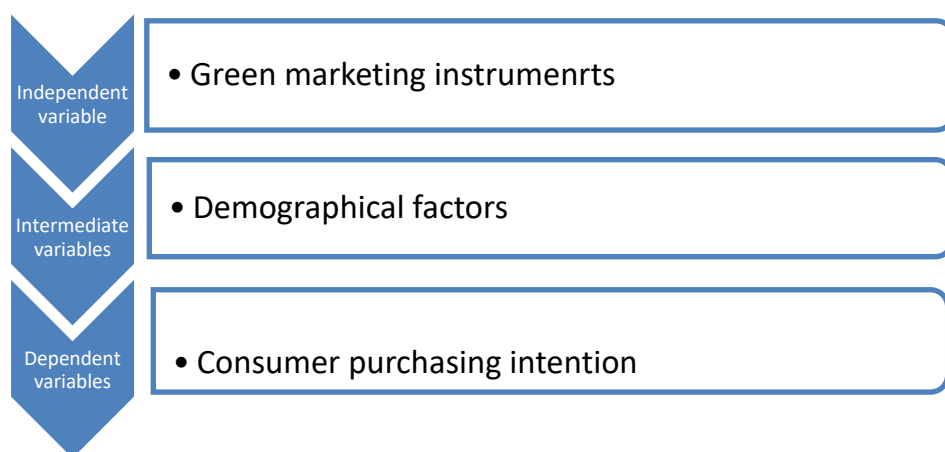 Independent
variable
• Green marketing instrumenrts
Intermediate
variables
• Demographical factors
Dependent
variables
• Consumer purchasing intention